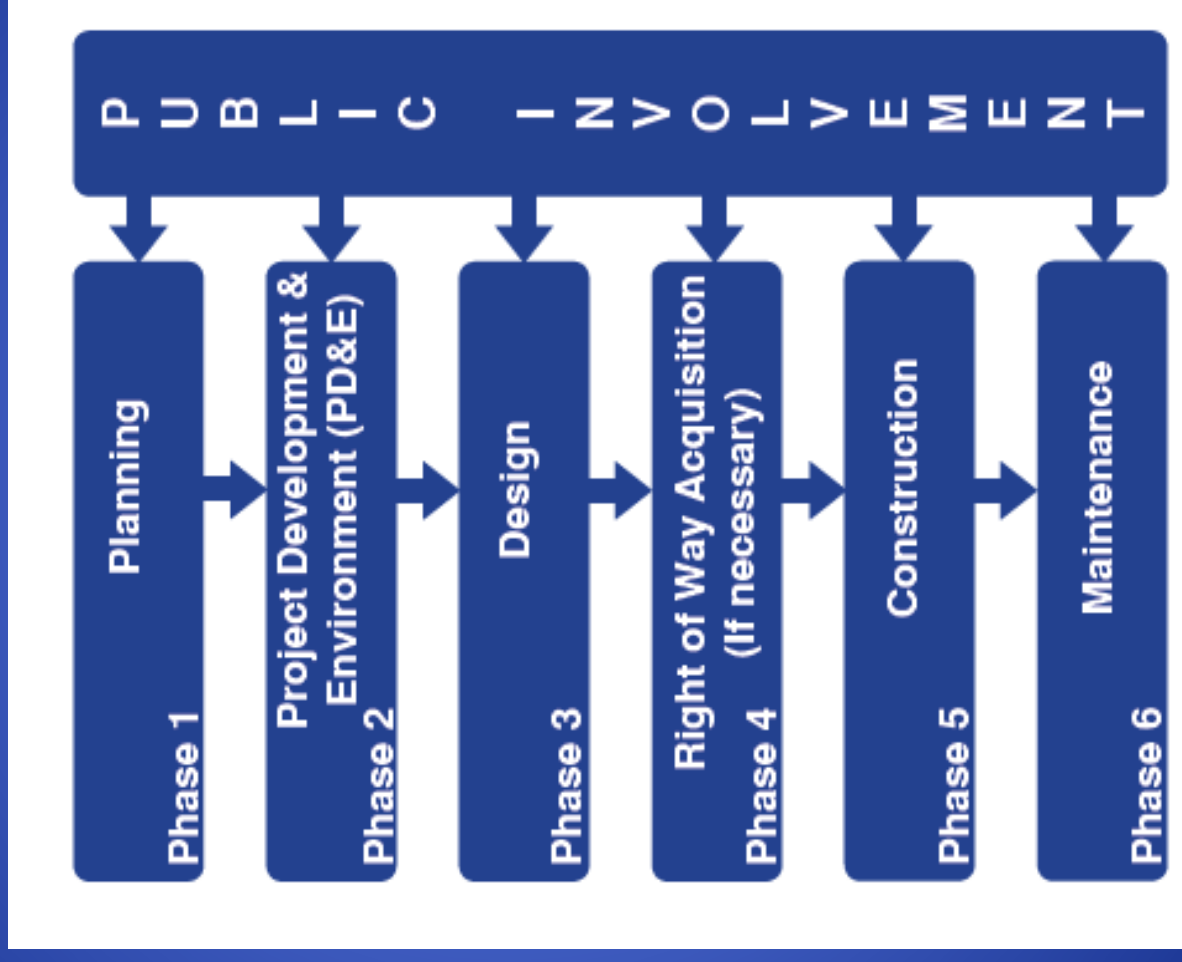 Planning
Phase 1
Project Development &
Environment (PD&E)
Phase 2
Design
Phase 3
Right of Way Acquisition
(If necessary)
Phase 4
Construction
Phase 5
Maintenance
Phase 6
PUBLIC INVOLVEMENT